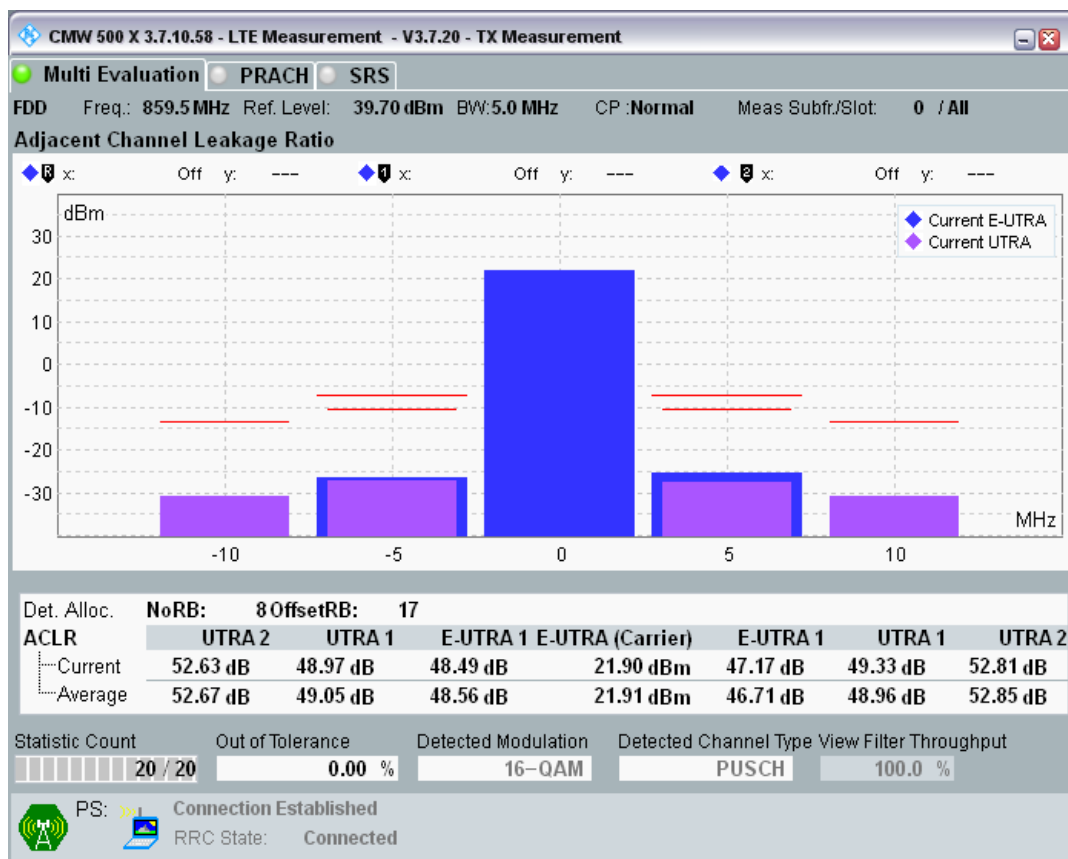 CMW 500 X 3.7.10.58 - LTE Measurement - V3.7.20 - TX Measurement
Multi Evaluation PRACH SRS
FDD Freq.: 859.5 MHz Ref. Level: 39.70 dBm BW:5.0 MHz CP :Normal Meas Subfr./Slot: 0 / All
Adjacent Channel Leakage Ratio
R x: Off y: --- 1 x: Off y: --- 2 x: Off y: ---
dBm
Current E-UTRA
Current UTRA
30
20
10
0
-10
-20
-30
MHz
-10 -5 0 5 10
Det. Alloc. NoRB: 8 OffsetRB: 17
ACLR UTRA 2 UTRA 1 E-UTRA 1 E-UTRA (Carrier) E-UTRA 1 UTRA 1 UTRA 2
Current 52.63 dB 48.97 dB 48.49 dB 21.90 dBm 47.17 dB 49.33 dB 52.81 dB
Average 52.67 dB 49.05 dB 48.56 dB 21.91 dBm 46.71 dB 48.96 dB 52.85 dB
Statistic Count Out of Tolerance Detected Modulation Detected Channel Type View Filter Throughput
20 / 20 0.00 % 16-QAM PUSCH 100.0 %
PS: Connection Established
RRC State: Connected